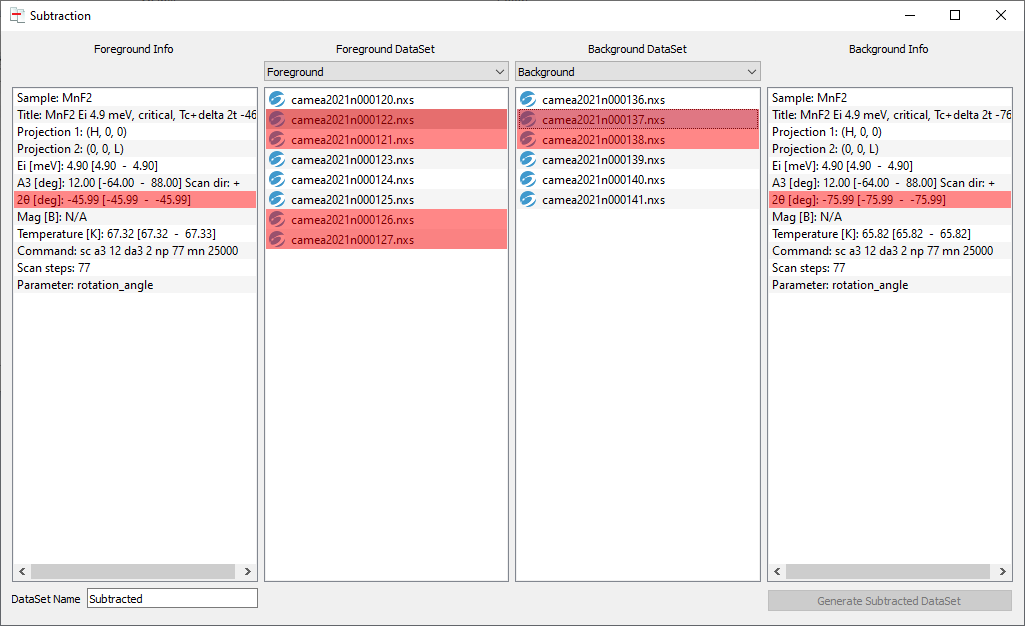 Subtraction
Foreground Info
Foreground DataSet
Background DataSet
Background Info
Foreground
Background
Sample: MnF2
Title: MnF2 Ei 4.9 meV, critical, Tc+delta 2t -46
Projection 1: (H, 0, 0)
Projection 2: (0, 0, L)
Ei [meV]: 4.90 [4.90 - 4.90]
A3 [deg]: 12.00 [-64.00 - 88.00] Scan dir: +
2θ [deg]: -45.99 [-45.99 - -45.99]
Mag [B]: N/A
Temperature [K]: 67.32 [67.32 - 67.33]
Command: sc a3 12 da3 2 np 77 mn 25000
Scan steps: 77
Parameter: rotation_angle
camea2021n000120.nxs
camea2021n000122.nxs
camea2021n000121.nxs
camea2021n000123.nxs
camea2021n000124.nxs
camea2021n000125.nxs
camea2021n000126.nxs
camea2021n000127.nxs
camea2021n000136.nxs
camea2021n000137.nxs
camea2021n000138.nxs
camea2021n000139.nxs
camea2021n000140.nxs
camea2021n000141.nxs
Sample: MnF2
Title: MnF2 Ei 4.9 meV, critical, Tc+delta 2t -76
Projection 1: (H, 0, 0)
Projection 2: (0, 0, L)
Ei [meV]: 4.90 [4.90 - 4.90]
A3 [deg]: 12.00 [-64.00 - 88.00] Scan dir: +
2θ [deg]: -75.99 [-75.99 - -75.99]
Mag [B]: N/A
Temperature [K]: 65.82 [65.82 - 65.82]
Command: sc a3 12 da3 2 np 77 mn 25000
Scan steps: 77
Parameter: rotation_angle
DataSet Name
Subtracted
Generate Subtracted DataSet